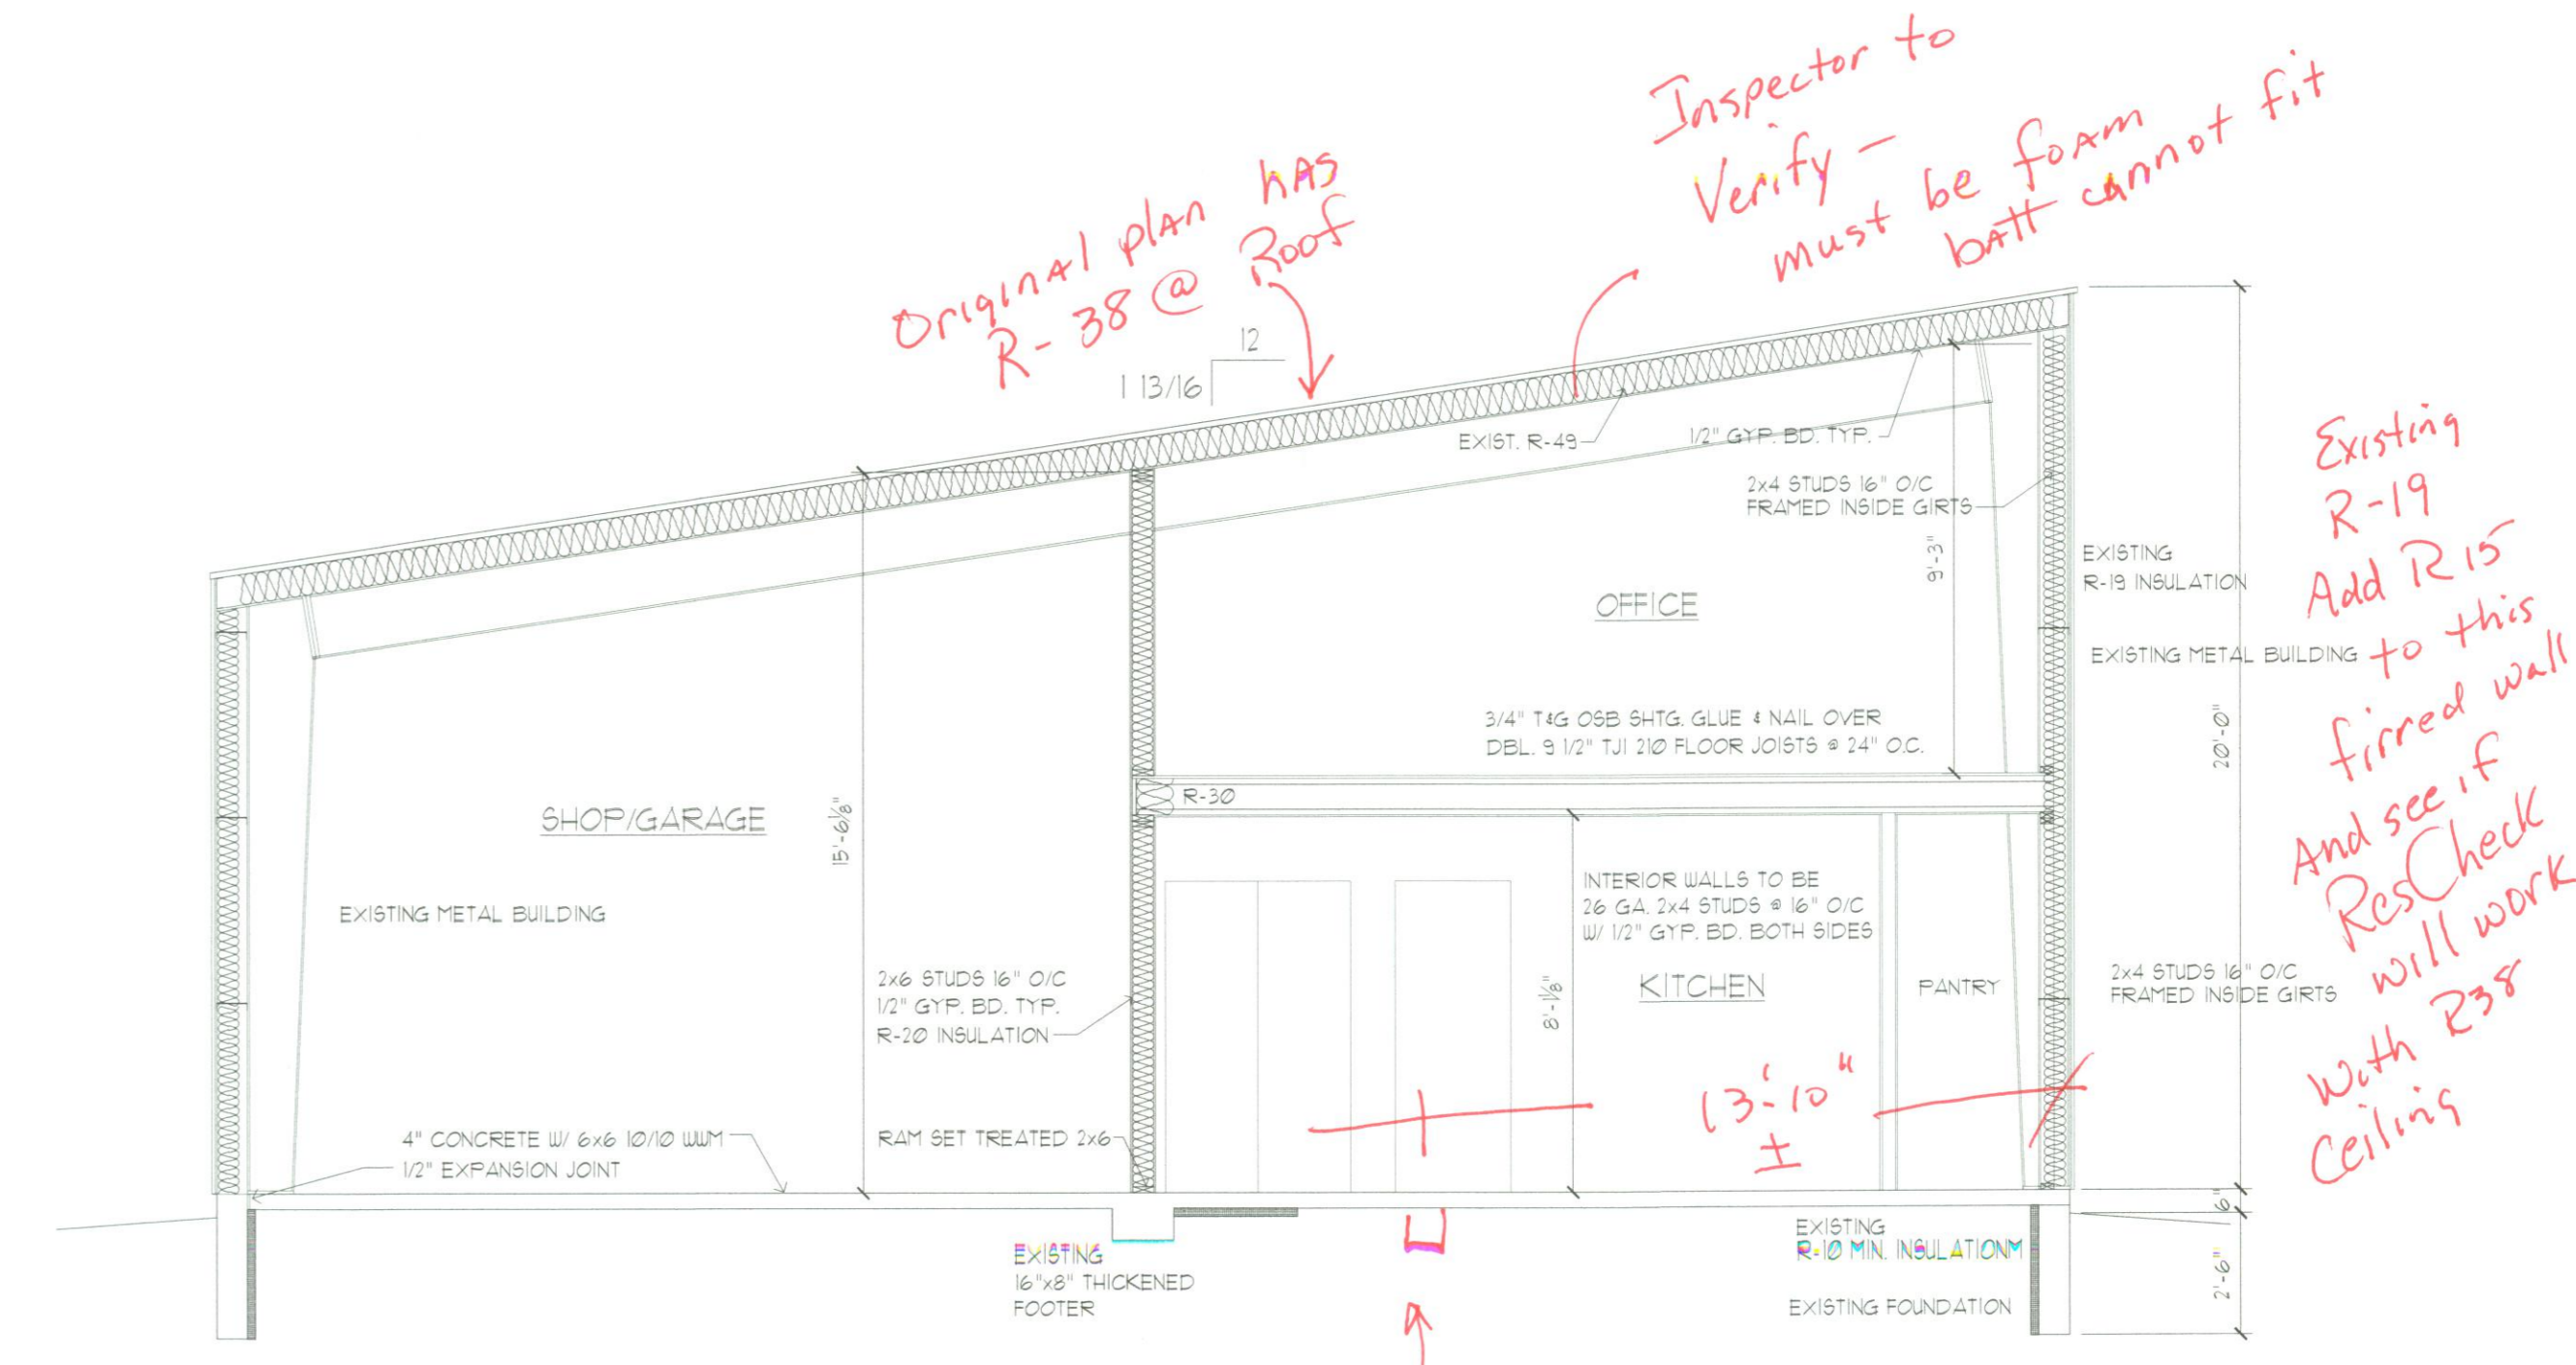 Inspector to
Verify -
must be foam
batt cannot fit
Original plan has
R-38 @ Roof
12
1 13/16
EXIST. R-49
1/2" GYP. BD. TYP.
2x4 STUDS 16" O/C
FRAMED INSIDE GIRTS
9'-3"
EXISTING
R-19 INSULATION
EXISTING METAL BUILDING
Existing
R-19
Add R15
to this
firred wall
And see if
ResCheck
will work
with R38
Ceiling
OFFICE
20'-0"
3/4" T&G OSB SHTG. GLUE & NAIL OVER
DBL. 9 1/2" TJI 210 FLOOR JOISTS @ 24" O.C.
R-30
SHOP/GARAGE
15'-6 1/8"
EXISTING METAL BUILDING
INTERIOR WALLS TO BE
26 GA. 2x4 STUDS @ 16" O/C
W/ 1/2" GYP. BD. BOTH SIDES
2x6 STUDS 16" O/C
1/2" GYP. BD. TYP.
R-20 INSULATION
8'-1/8"
KITCHEN
PANTRY
2x4 STUDS 16" O/C
FRAMED INSIDE GIRTS
13'-10"
±
4" CONCRETE W/ 6x6 10/10 WWM
1/2" EXPANSION JOINT
RAM SET TREATED 2x6
6"
2'-6"
EXISTING
16"x8" THICKENED
FOOTER
EXISTING
R-10 MIN. INSULATIONM
EXISTING FOUNDATION